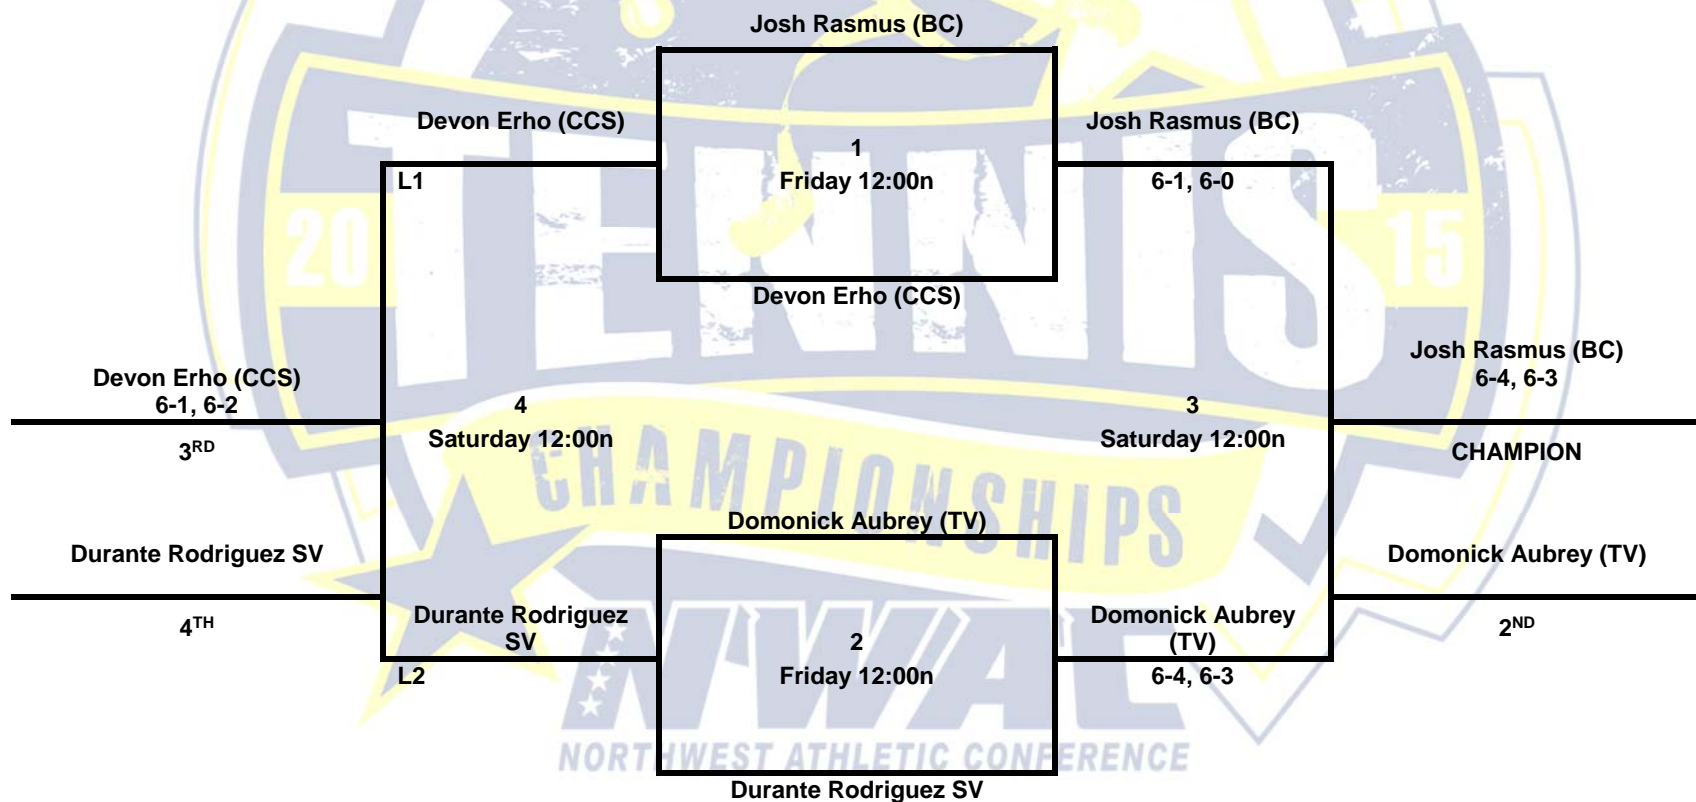 Josh Rasmus (BC)
Devon Erho (CCS)
Josh Rasmus (BC)
1
L1
Friday 12:00n
6-1, 6-0
TENNIS
20
15
Devon Erho (CCS)
Josh Rasmus (BC)
6-4, 6-3
Devon Erho (CCS)
6-1, 6-2
4
3
Saturday 12:00n
Saturday 12:00n
3RD
CHAMPION
CHAMPIONSHIPS
Domonick Aubrey (TV)
Durante Rodriguez SV
Domonick Aubrey (TV)
4TH
2ND
Durante Rodriguez
SV
2
Domonick Aubrey
(TV)
L2
Friday 12:00n
6-4, 6-3
NWAC
NORTHWEST ATHLETIC CONFERENCE
Durante Rodriguez SV